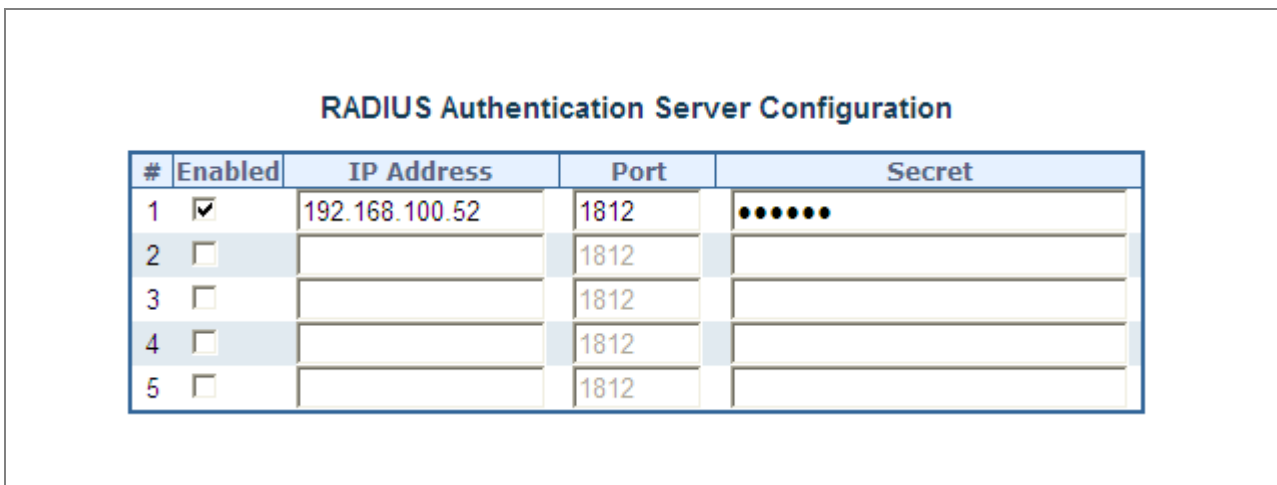 RADIUS Authentication Server Configuration
# Enabled IP Address Port Secret
1 192.168.100.52 1812 ••••••
2 1812
3 1812
4 1812
5 1812